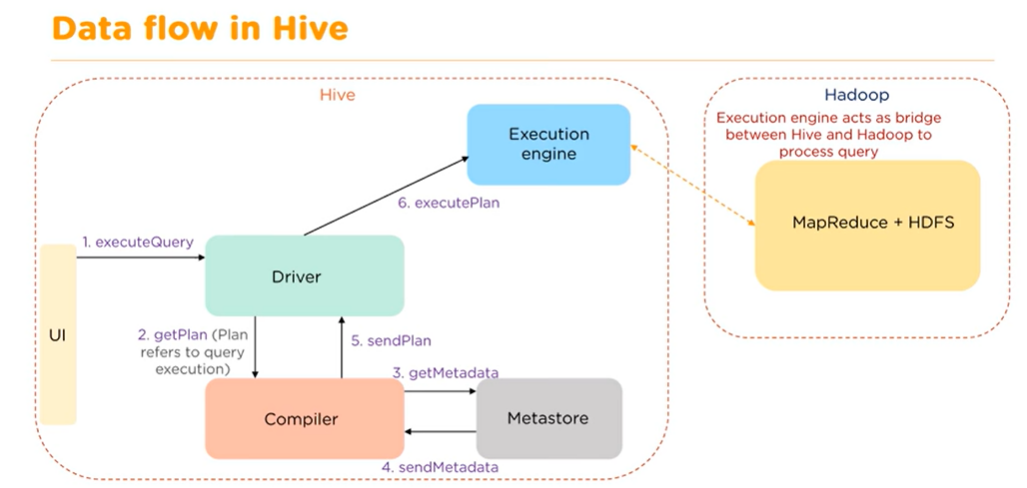 Data flow in Hive
Hive
Hadoop
Execution engine acts as bridge
between Hive and Hadoop to
process query
Execution
engine
MapReduce + HDFS
6. executePlan
1. executeQuery
Driver
UI
2. getPlan (Plan
refers to query
execution)
5. sendPlan
3. getMetadata
Compiler
Metastore
4. sendMetadata